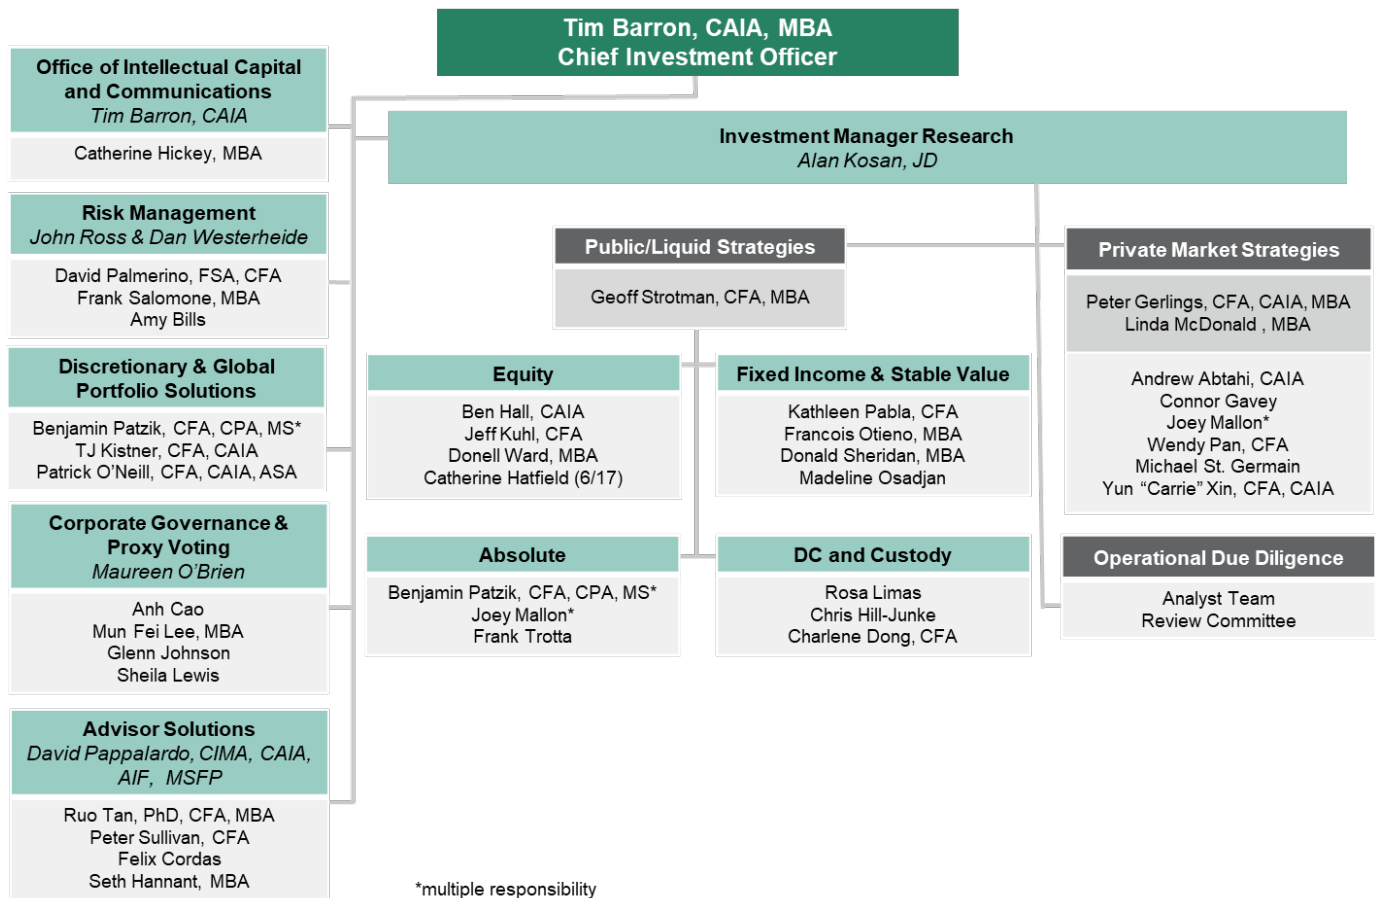 Tim Barron, CAIA, MBA
Chief Investment Officer
Office of Intellectual Capital
and Communications
Tim Barron, CAIA
Catherine Hickey, MBA
Risk Management
John Ross & Dan Westerheide
David Palmerino, FSA, CFA
Frank Salomone, MBA
Amy Bills
Discretionary & Global
Portfolio Solutions
Benjamin Patzik, CFA, CPA, MS*
TJ Kistner, CFA, CAIA
Patrick O’Neill, CFA, CAIA, ASA
Corporate Governance &
Proxy Voting
Maureen O’Brien
Anh Cao
Mun Fei Lee, MBA
Glenn Johnson
Sheila Lewis
Advisor Solutions
David Pappalardo, CIMA, CAIA,
AIF, MSFP
Ruo Tan, PhD, CFA, MBA
Peter Sullivan, CFA
Felix Cordas
Seth Hannant, MBA
Investment Manager Research
Alan Kosan, JD
Public/Liquid Strategies
Geoff Strotman, CFA, MBA
Equity
Ben Hall, CAIA
Jeff Kuhl, CFA
Donell Ward, MBA
Catherine Hatfield (6/17)
Fixed Income & Stable Value
Kathleen Pabla, CFA
Francois Otieno, MBA
Donald Sheridan, MBA
Madeline Osadjan
Absolute
Benjamin Patzik, CFA, CPA, MS*
Joey Mallon*
Frank Trotta
DC and Custody
Rosa Limas
Chris Hill-Junke
Charlene Dong, CFA
Private Market Strategies
Peter Gerlings, CFA, CAIA, MBA
Linda McDonald , MBA
Andrew Abtahi, CAIA
Connor Gavey
Joey Mallon*
Wendy Pan, CFA
Michael St. Germain
Yun “Carrie” Xin, CFA, CAIA
Operational Due Diligence
Analyst Team
Review Committee
*multiple responsibility